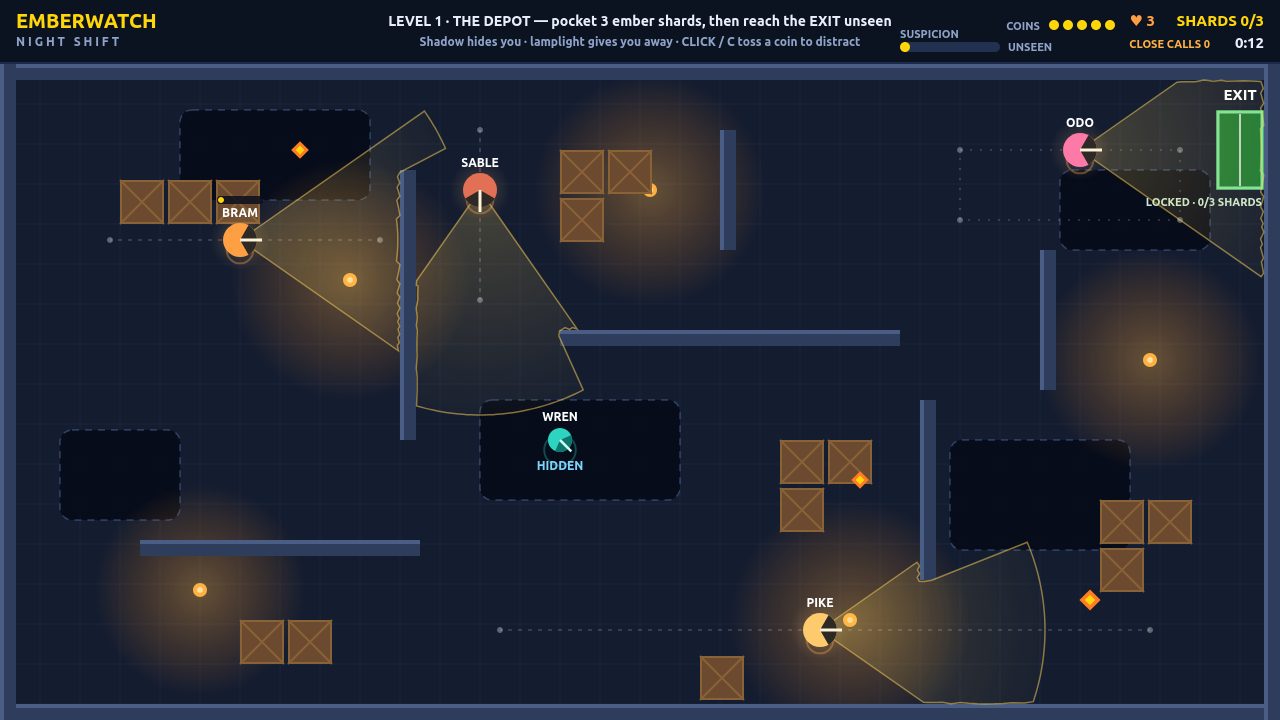 EMBERWATCH
NIGHT SHIFT
LEVEL 1 · THE DEPOT — pocket 3 ember shards, then reach the EXIT unseen
Shadow hides you · lamplight gives you away · CLICK / C toss a coin to distract
SUSPICION
UNSEEN
COINS
♥ 3
SHARDS 0/3
CLOSE CALLS 0
0:12
EXIT
ODO
SABLE
BRAM
LOCKED · 0/3 SHARDS
WREN
HIDDEN
PIKE